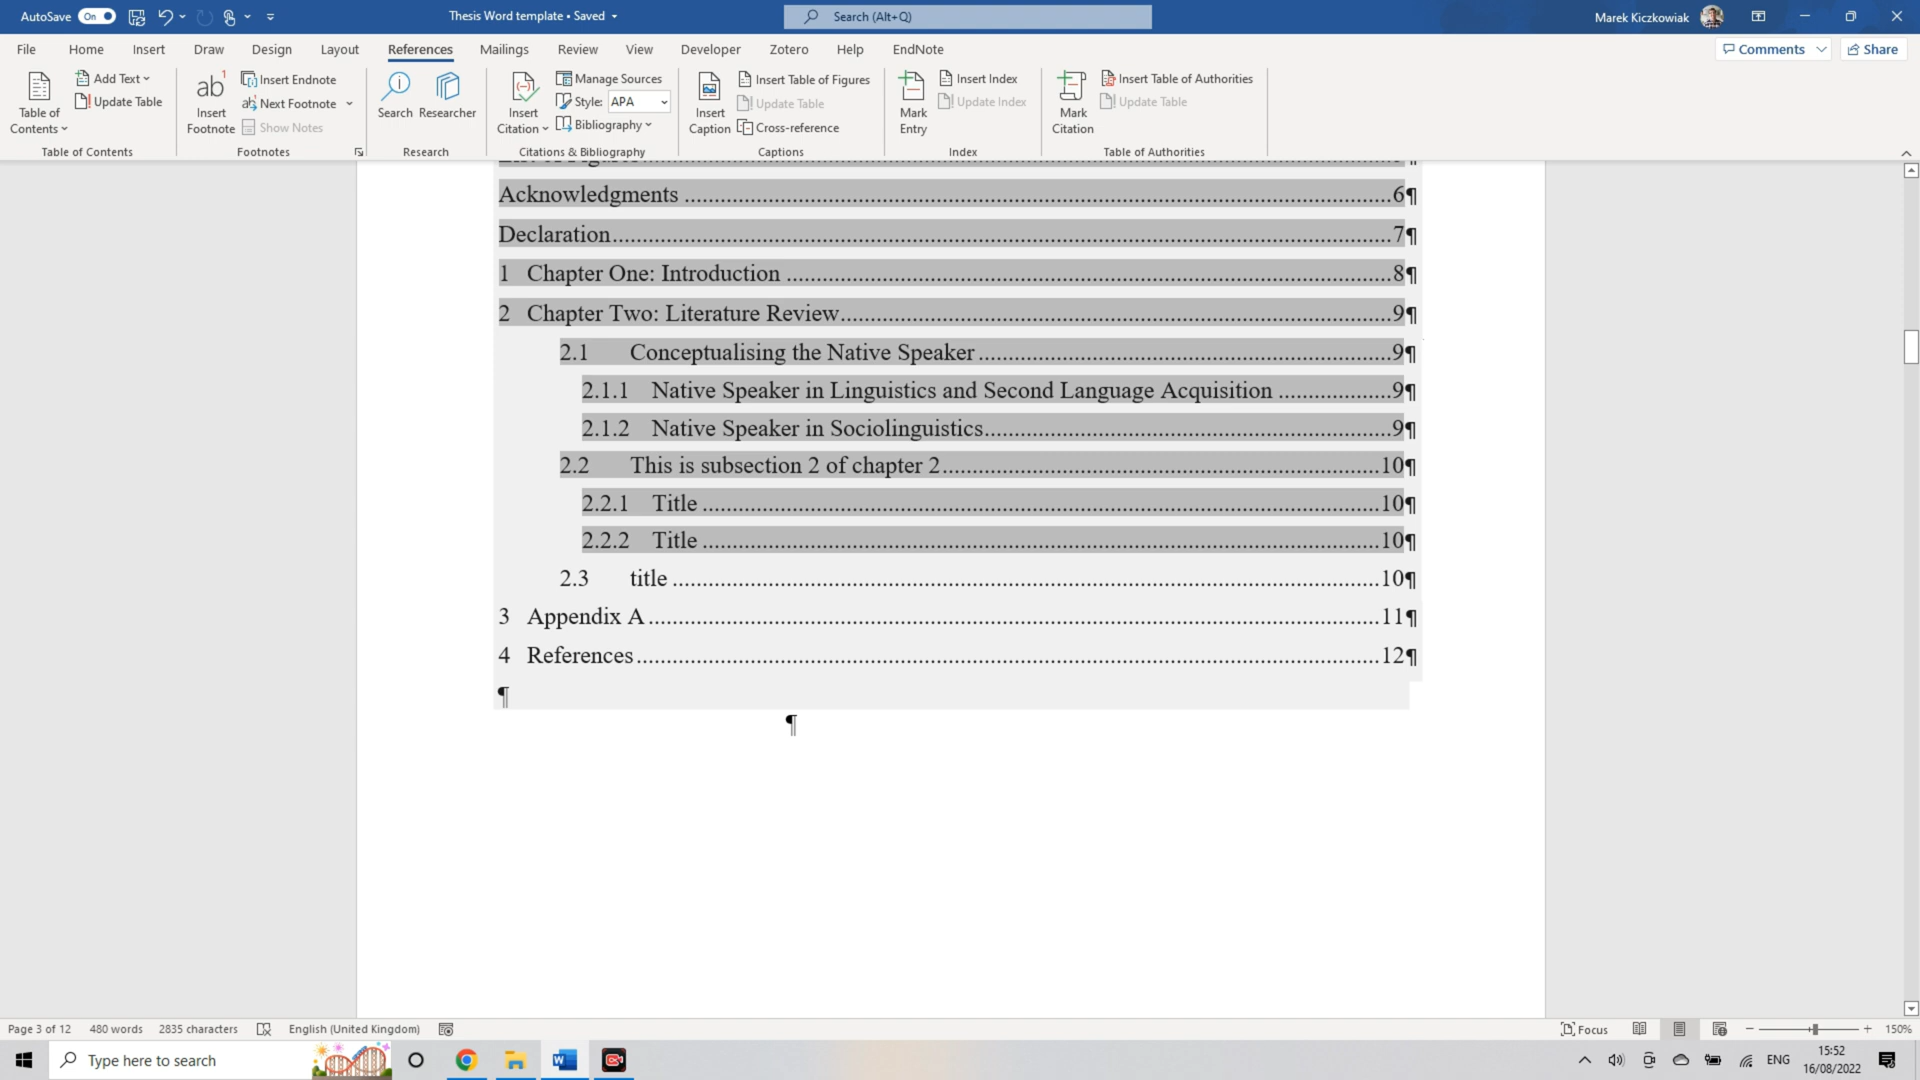 AutoSave On Thesis Word template • Saved Search (Alt+Q) Marek Kiczkowiak
File Home Insert Draw Design Layout References Mailings Review View Developer Zotero Help EndNote Comments Share
Table of Contents
Add Text
Update Table
Table of Contents
ab1
Insert Footnote
Insert Endnote
Next Footnote
Show Notes
Footnotes
Search
Researcher
Research
Insert Citation
Manage Sources
Style: APA
Bibliography
Citations & Bibliography
Insert Caption
Insert Table of Figures
Update Table
Cross-reference
Captions
Mark Entry
Insert Index
Update Index
Index
Mark Citation
Insert Table of Authorities
Update Table
Table of Authorities
Acknowledgments ........ 6¶
Declaration ........ 7¶
1 Chapter One: Introduction ........ 8¶
2 Chapter Two: Literature Review ........ 9¶
2.1 Conceptualising the Native Speaker ........ 9¶
2.1.1 Native Speaker in Linguistics and Second Language Acquisition ........ 9¶
2.1.2 Native Speaker in Sociolinguistics ........ 9¶
2.2 This is subsection 2 of chapter 2 ........ 10¶
2.2.1 Title ........ 10¶
2.2.2 Title ........ 10¶
2.3 title ........ 10¶
3 Appendix A ........ 11¶
4 References ........ 12¶
¶
¶
Page 3 of 12 480 words 2835 characters English (United Kingdom) Focus 150%
Type here to search ENG 15:52
16/08/2022